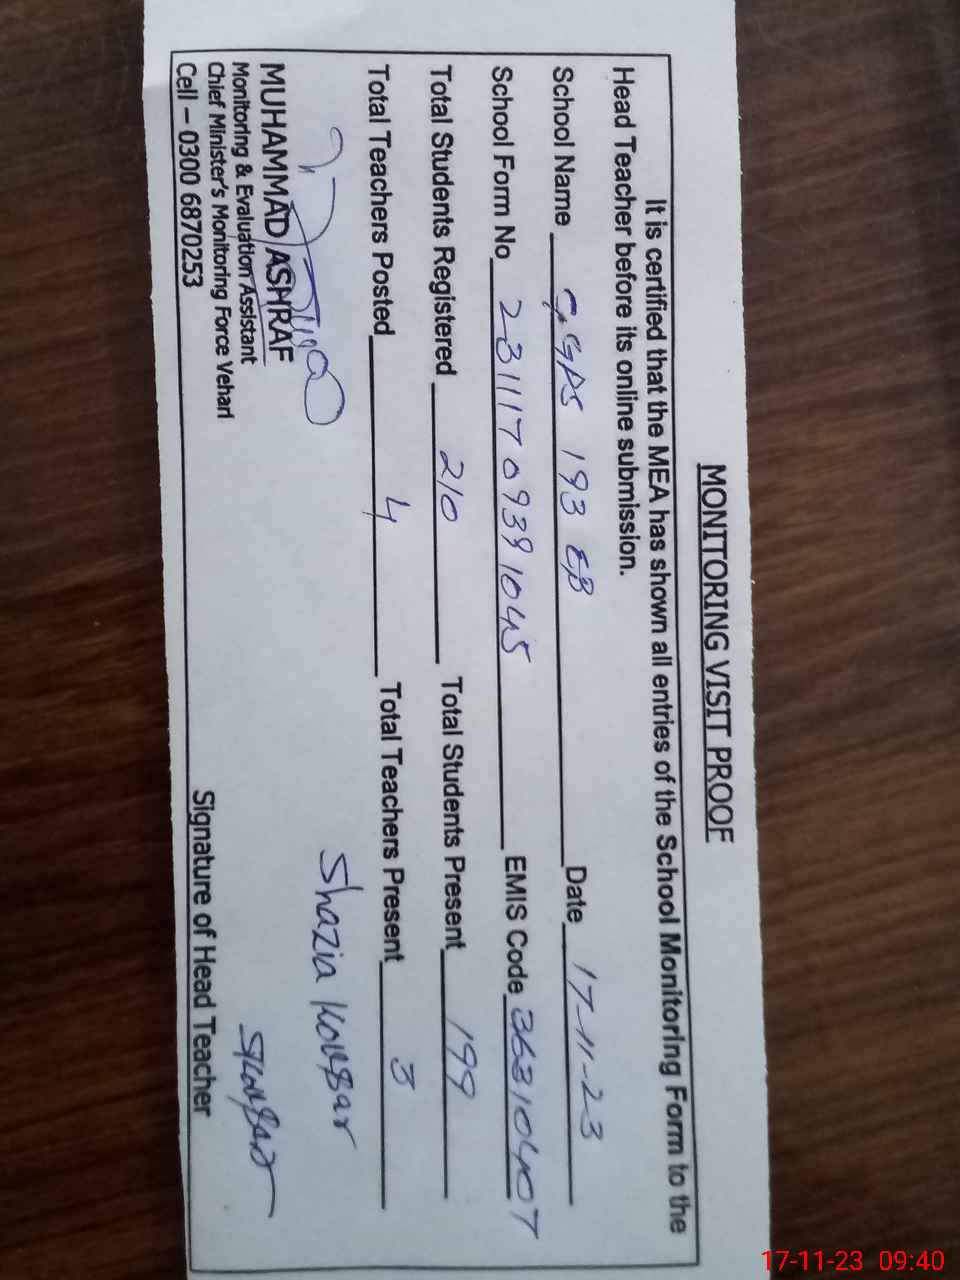 MONITORING VISIT PROOF
It is certified that the MEA has shown all entries of the School Monitoring Form to the
Head Teacher before its online submission.
School Name G.GPS 193 EB Date 17-11-23
School Form No 23111709391045 EMIS Code 36310407
Total Students Registered 210 Total Students Present 199
Total Teachers Posted 4 Total Teachers Present 3
Shazia Kousar
MUHAMMAD ASHRAF
Monitoring & Evaluation Assistant
Chief Minister's Monitoring Force Vehari
Cell – 0300 6870253
Signature of Head Teacher
17-11-23 09:40